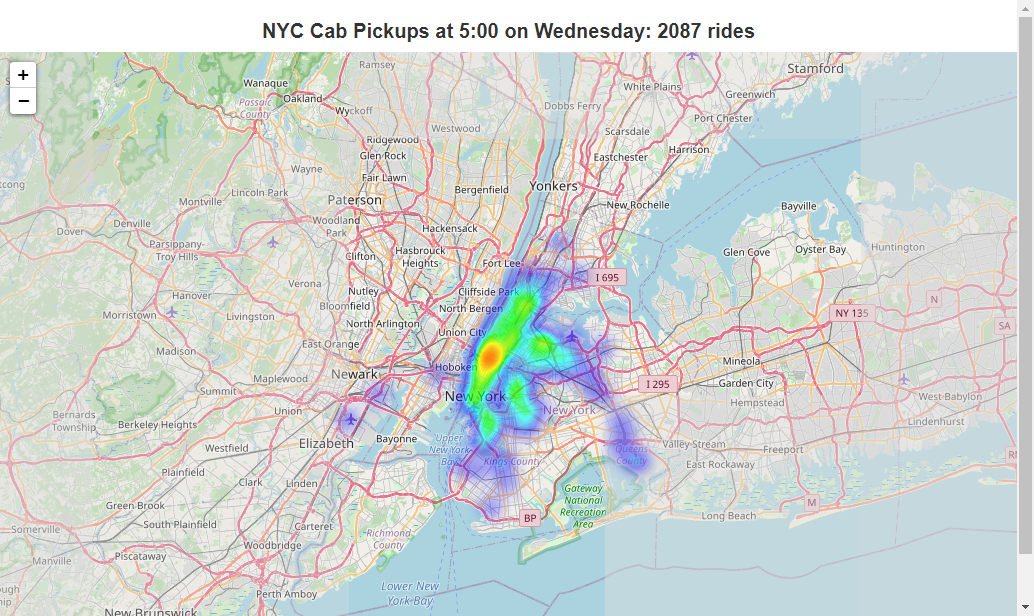 NYC Cab Pickups at 5:00 on Wednesday: 2087 rides
+
−
Ramsey
Stamford
Wanaque
White Plains
Greenwich
Oakland
Passaic
County
Wyckoff
Dobbs Ferry
Port Chester
Westwood
Scarsdale
Ridgewood
Harrison
Glen Rock
Eastchester
Wayne
Fair Lawn
Bergenfield
Yonkers
Lincoln Park
Paterson
New Rochelle
Montville
Bayville
Denville
Woodland
Park
Hackensack
Dover
Parsippany-
Troy Hills
Hasbrouck
Heights
Clifton
Fort Lee
Glen Cove
Oyster Bay
Huntington
I 695
Verona
Nutley
Cliffside Park
Hanover
Bloomfield
North Bergen
N
Morristown
Livingston
North Arlington
NY 135
Union City
SA
East Orange
Madison
Mineola
Hoboken
Newark
Maplewood
I 295
Garden City
Summit
New York
Hempstead
West Babylon
Union
New York
Bernards
Township
Berkeley Heights
Lindenhurst
Elizabeth
Bayonne
Upper
New York
Bay
Valley Stream
Westfield
Queens
County
Freeport
Kings County
East Rockaway
Plainfield
Clark
Linden
Gateway
National
Recreation
Area
M
Green Brook
BP
Long Beach
South Plainfield
Carteret
Somerville
Richmond
County
Woodbridge
Piscataway
Manville
Lower New
York Bay
Perth Amboy
New Brunswick